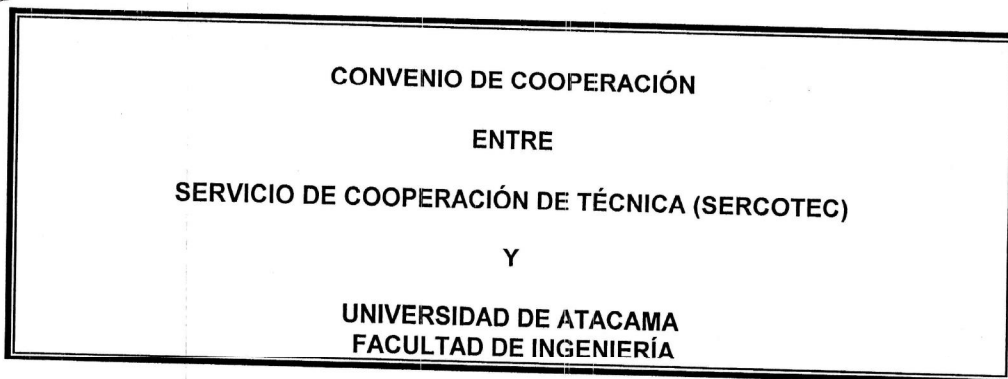 CONVENIO DE COOPERACIÓN
ENTRE
SERVICIO DE COOPERACIÓN DE TÉCNICA (SERCOTEC)
Y
UNIVERSIDAD DE ATACAMA
FACULTAD DE INGENIERÍA